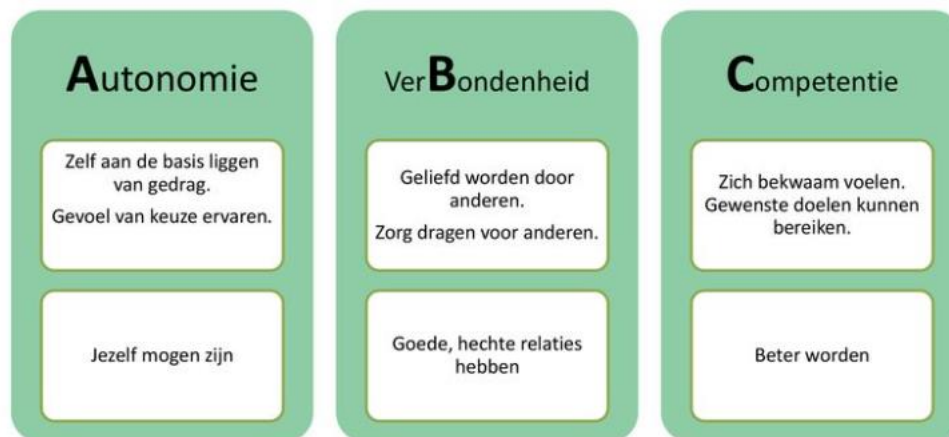 Autonomie
Zelf aan de basis liggen
van gedrag.
Gevoel van keuze ervaren.
Jezelf mogen zijn
VerBondenheid
Geliefd worden door
anderen.
Zorg dragen voor anderen.
Goede, hechte relaties
hebben
Competentie
Zich bekwaam voelen.
Gewenste doelen kunnen
bereiken.
Beter worden